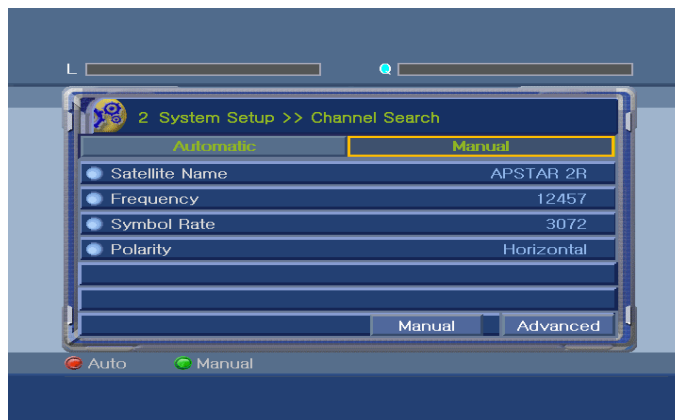 L Q
2 System Setup >> Channel Search
Automatic Manual
Satellite Name APSTAR 2R
Frequency 12457
Symbol Rate 3072
Polarity Horizontal
Manual Advanced
Auto Manual